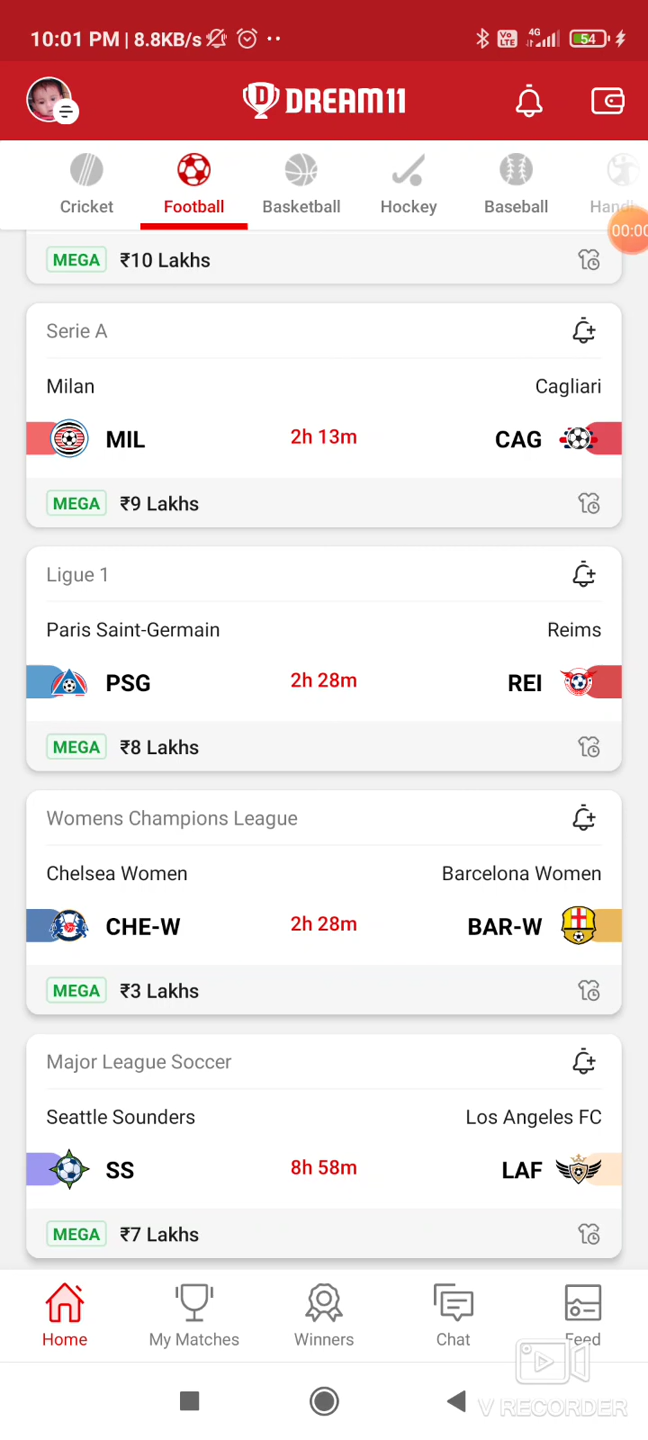 10:01 PM | 8.8KB/s
Vo LTE 4G 54
DREAM11
Cricket Football Basketball Hockey Baseball
00:00
MEGA ₹10 Lakhs
Serie A
Milan Cagliari
MIL 2h 13m CAG
MEGA ₹9 Lakhs
Ligue 1
Paris Saint-Germain Reims
PSG 2h 28m REI
MEGA ₹8 Lakhs
Womens Champions League
Chelsea Women Barcelona Women
CHE-W 2h 28m BAR-W
MEGA ₹3 Lakhs
Major League Soccer
Seattle Sounders Los Angeles FC
SS 8h 58m LAF
MEGA ₹7 Lakhs
Home My Matches Winners Chat Feed
V RECORDER